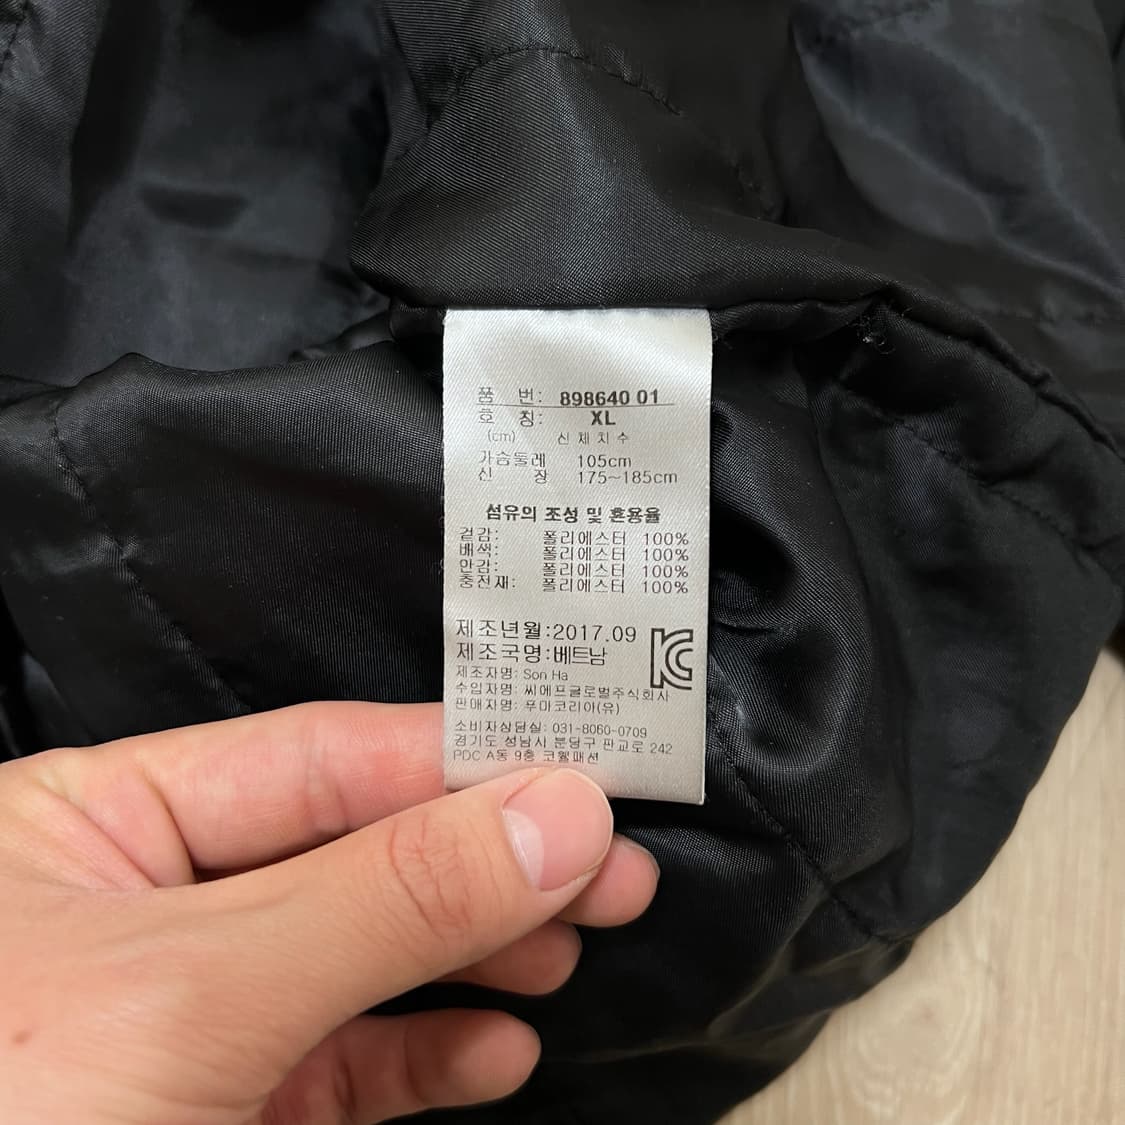 품 번: 898640 01
호 칭: XL
(cm) 신체치수
가슴둘레 105cm
신 장 175~185cm
섬유의 조성 및 혼용율
겉감: 폴리에스터 100%
배색: 폴리에스터 100%
안감: 폴리에스터 100%
충전재: 폴리에스터 100%
제조년월:2017.09
제조국명:베트남
KC
제조자명: Son Ha
수입자명: 씨에프글로벌주식회사
판매자명: 푸마코리아(유)
소비자상담실: 031-8060-0709
경기도 성남시 분당구 판교로 242
PDC A동 9층 코웰패션